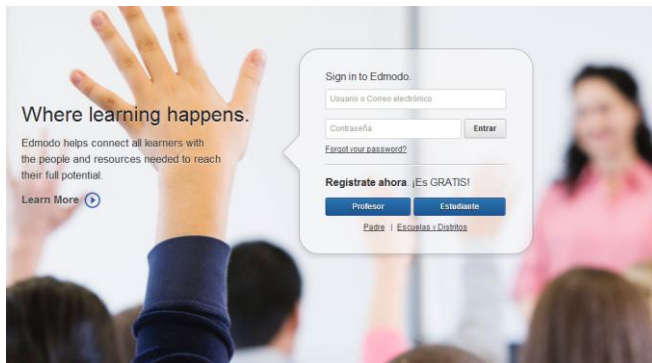 Where learning happens.
Edmodo helps connect all learners with
the people and resources needed to reach
their full potential.
Learn More
Sign in to Edmodo.
Usuario o Correo electrónico
Contraseña
Entrar
Forgot your password?
Regístrate ahora. ¡Es GRATIS!
Profesor
Estudiante
Padre | Escuelas y Distritos